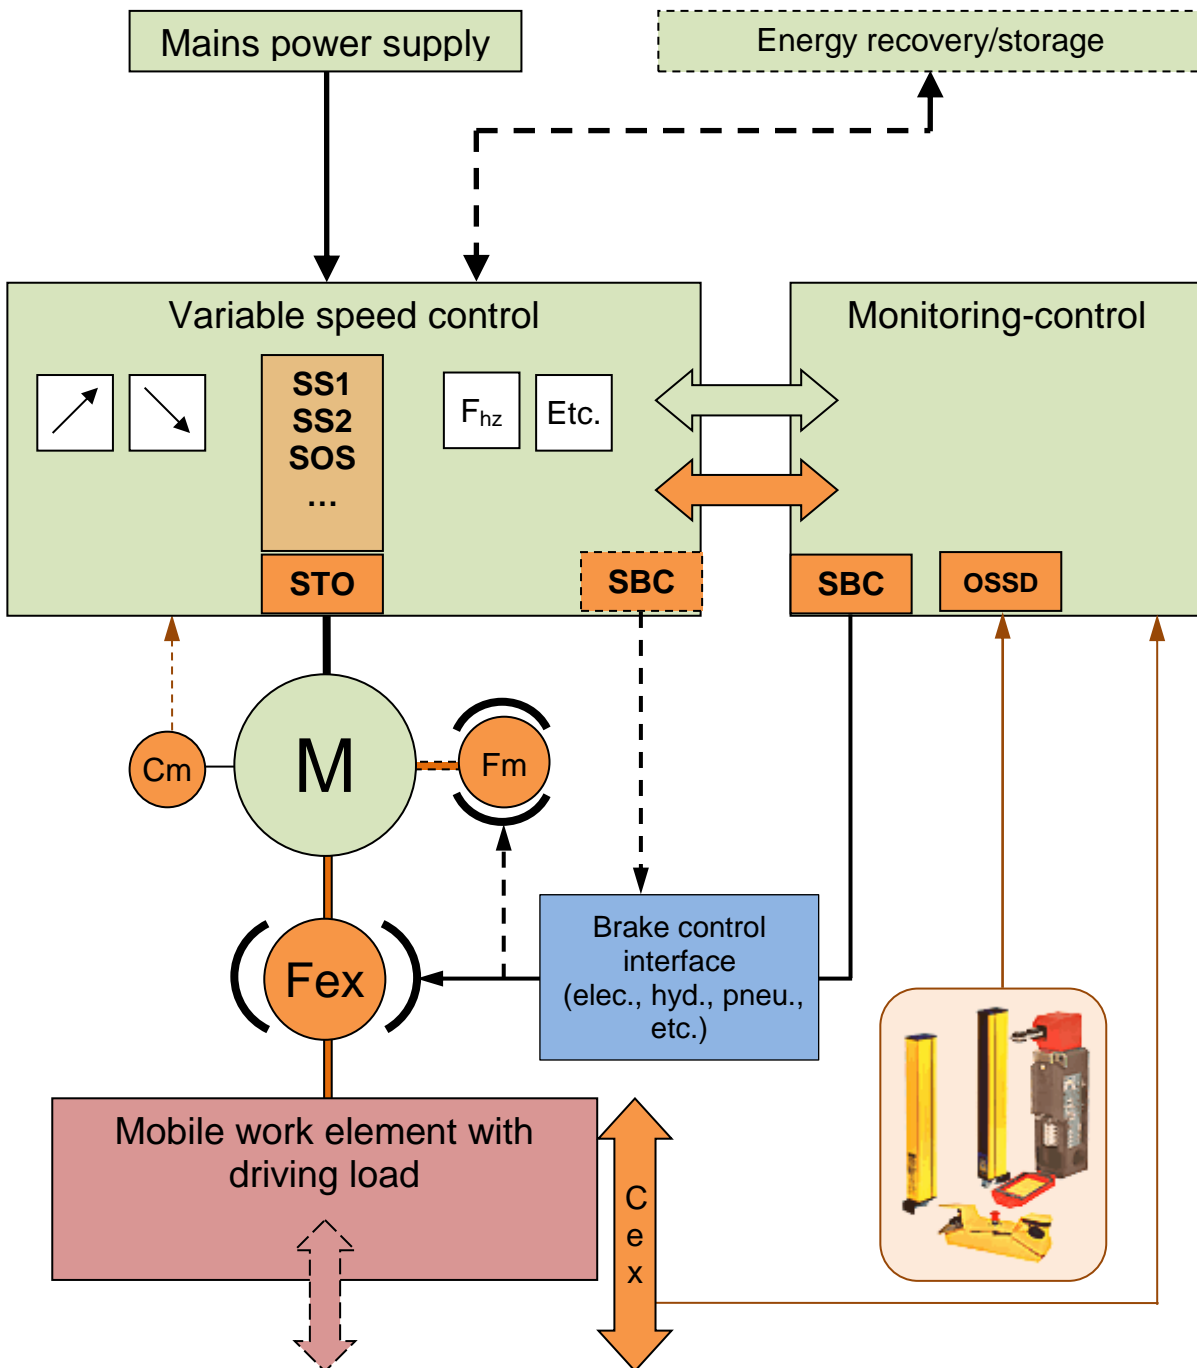 Mains power supply
Energy recovery/storage
Variable speed control
Monitoring-control
SS1
SS2
SOS
...
F_hz
Etc.
STO
SBC
SBC
OSSD
Cm
M
Fm
Fex
Brake control
interface
(elec., hyd., pneu.,
etc.)
Mobile work element with
driving load
C
e
x